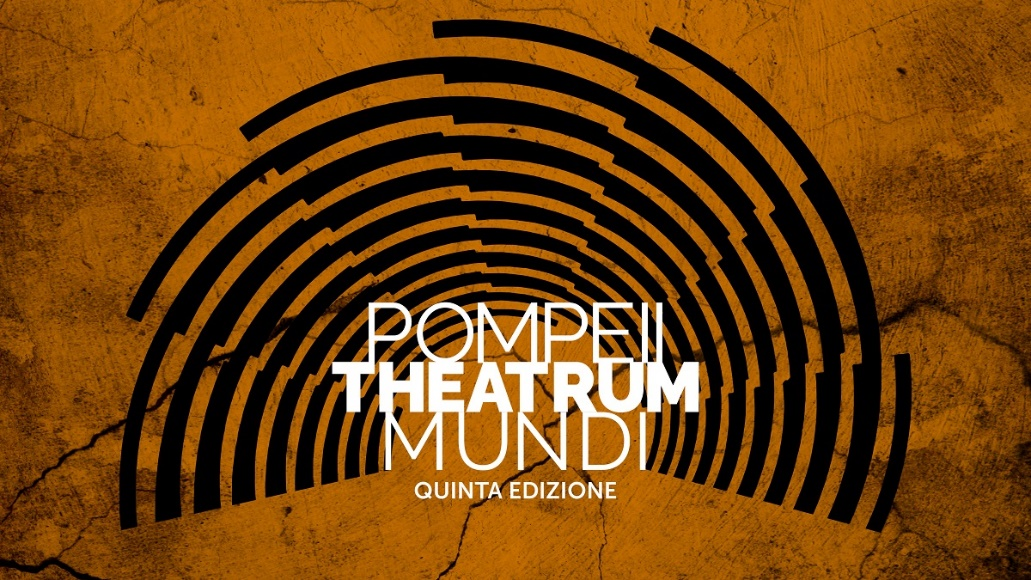 POMPEII
THEATRUM
MUNDI
QUINTA EDIZIONE